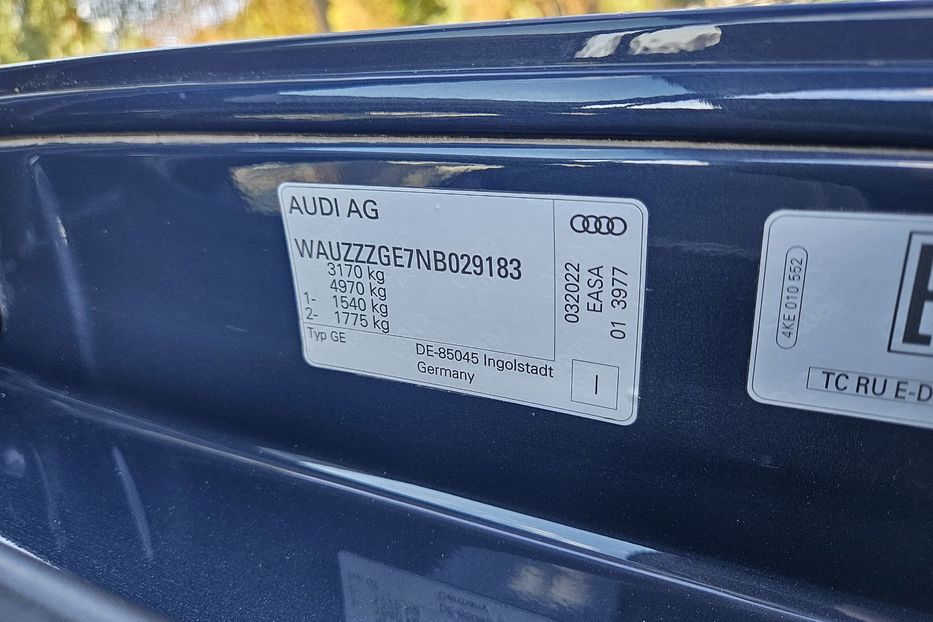 AUDI AG
WAUZZZGE7NB029183
3170 kg
4970 kg
1- 1540 kg
2- 1775 kg
Typ GE
DE-85045 Ingolstadt
Germany
032022
EASA
01 3977
I
4KE 010 552
E
TC RU E-D
Germany